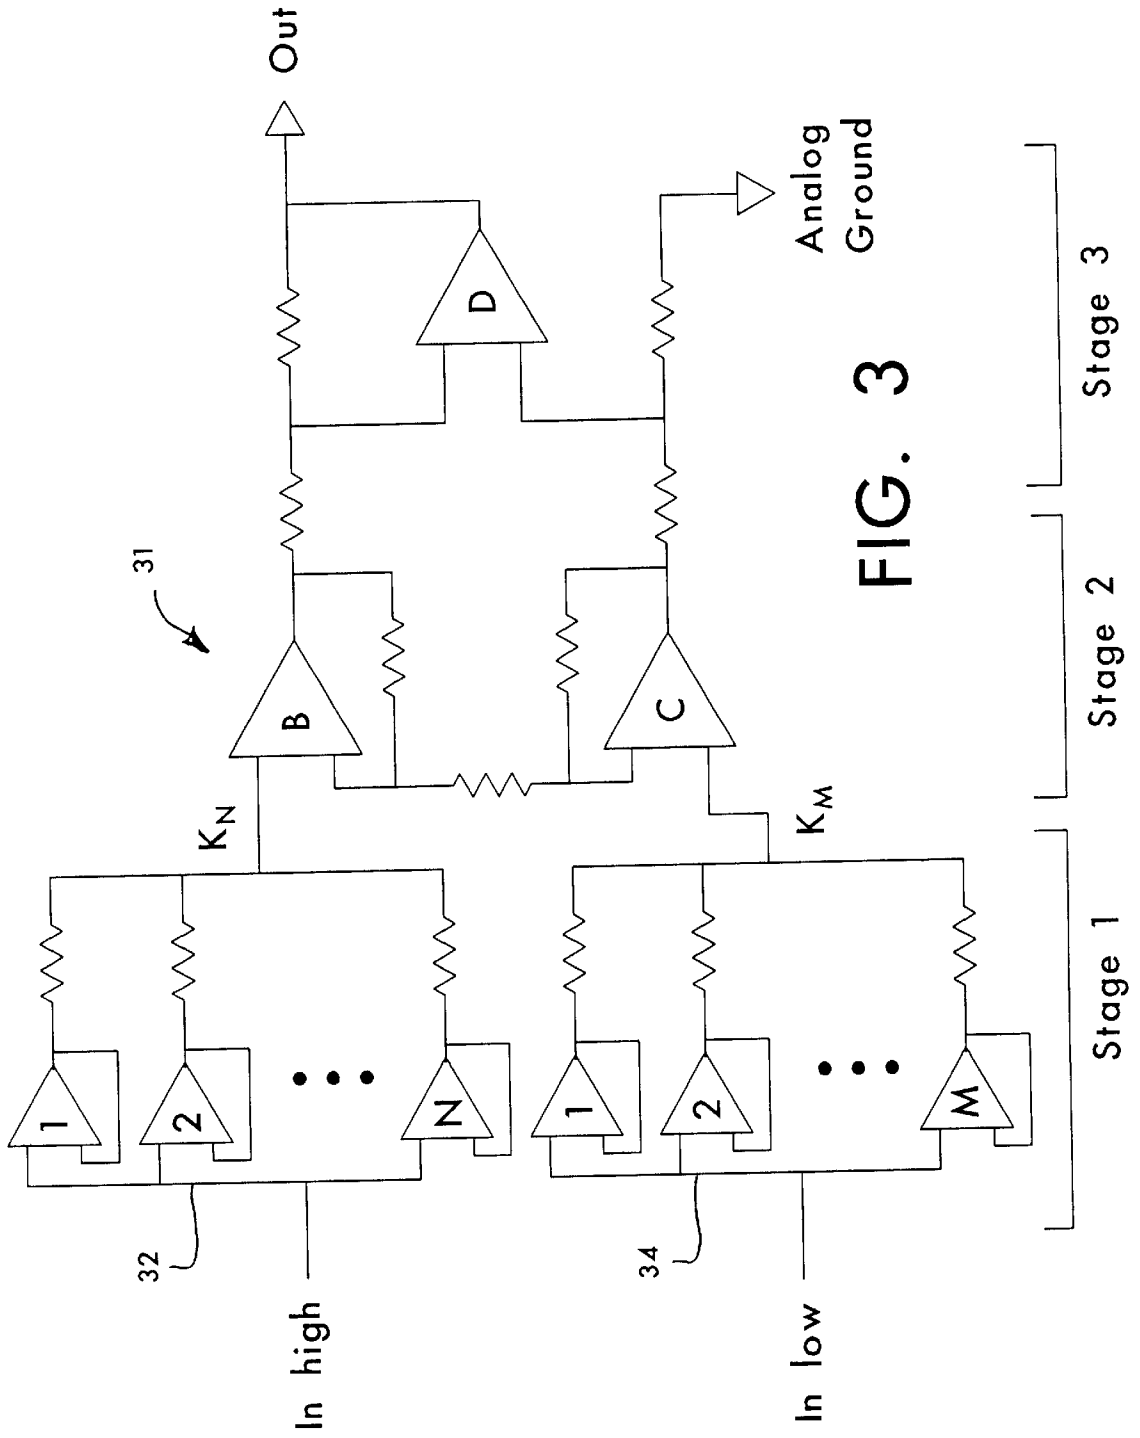 31
Out
K_N
B
D
1
2
N
32
In high
K_M
C
1
2
M
34
In low
Analog
Ground
FIG. 3
Stage 1
Stage 2
Stage 3